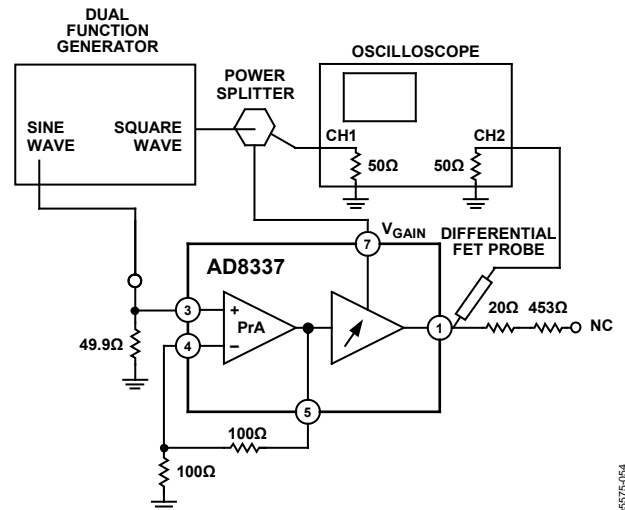 DUAL
FUNCTION
GENERATOR
OSCILLOSCOPE
POWER
SPLITTER
SINE
WAVE
SQUARE
WAVE
CH1
CH2
50Ω
50Ω
VGAIN
DIFFERENTIAL
FET PROBE
7
AD8337
20Ω
453Ω
NC
3
+
PrA
1
49.9Ω
4
–
5
100Ω
100Ω
05575-054